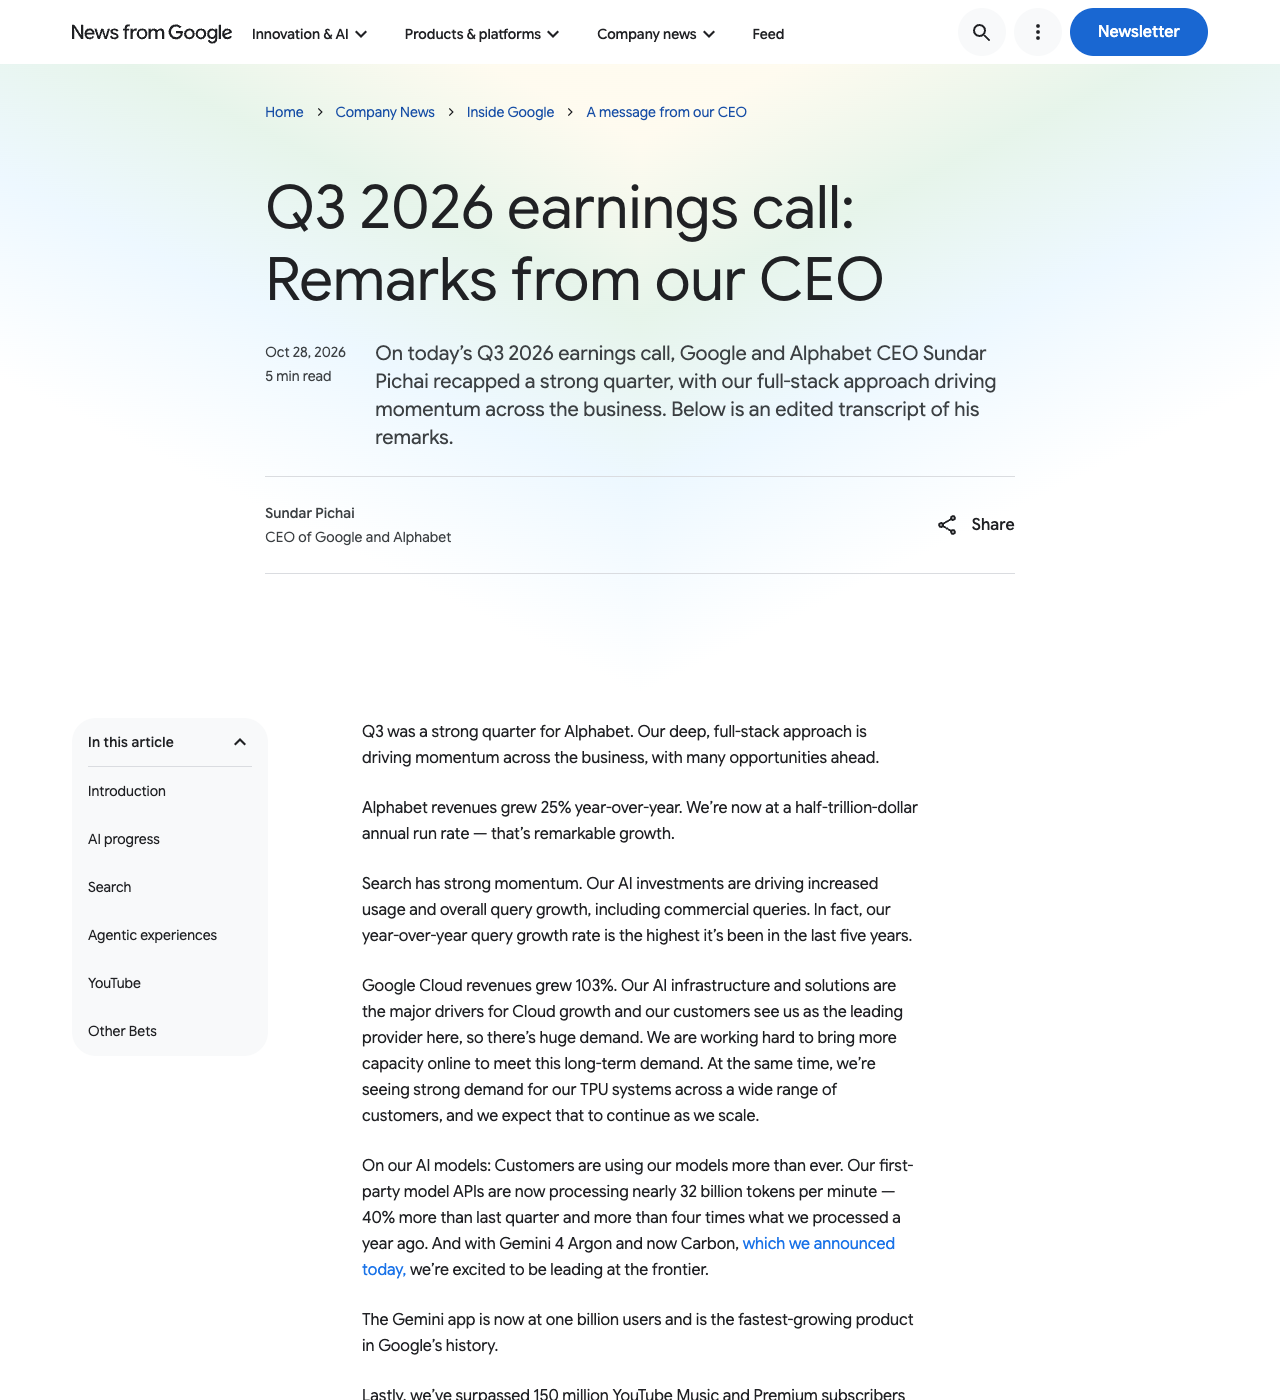 News from Google
Innovation & AI
Products & platforms
Company news
Feed
Newsletter
Home > Company News > Inside Google > A message from our CEO
Q3 2026 earnings call:
Remarks from our CEO
Oct 28, 2026
5 min read
On today’s Q3 2026 earnings call, Google and Alphabet CEO Sundar
Pichai recapped a strong quarter, with our full-stack approach driving
momentum across the business. Below is an edited transcript of his
remarks.
Sundar Pichai
CEO of Google and Alphabet
Share
In this article
Introduction
AI progress
Search
Agentic experiences
YouTube
Other Bets
Q3 was a strong quarter for Alphabet. Our deep, full-stack approach is
driving momentum across the business, with many opportunities ahead.
Alphabet revenues grew 25% year-over-year. We’re now at a half-trillion-dollar
annual run rate — that’s remarkable growth.
Search has strong momentum. Our AI investments are driving increased
usage and overall query growth, including commercial queries. In fact, our
year-over-year query growth rate is the highest it’s been in the last five years.
Google Cloud revenues grew 103%. Our AI infrastructure and solutions are
the major drivers for Cloud growth and our customers see us as the leading
provider here, so there’s huge demand. We are working hard to bring more
capacity online to meet this long-term demand. At the same time, we’re
seeing strong demand for our TPU systems across a wide range of
customers, and we expect that to continue as we scale.
On our AI models: Customers are using our models more than ever. Our first-
party model APIs are now processing nearly 32 billion tokens per minute —
40% more than last quarter and more than four times what we processed a
year ago. And with Gemini 4 Argon and now Carbon, which we announced
today, we’re excited to be leading at the frontier.
The Gemini app is now at one billion users and is the fastest-growing product
in Google’s history.
Lastly, we’ve surpassed 150 million YouTube Music and Premium subscribers